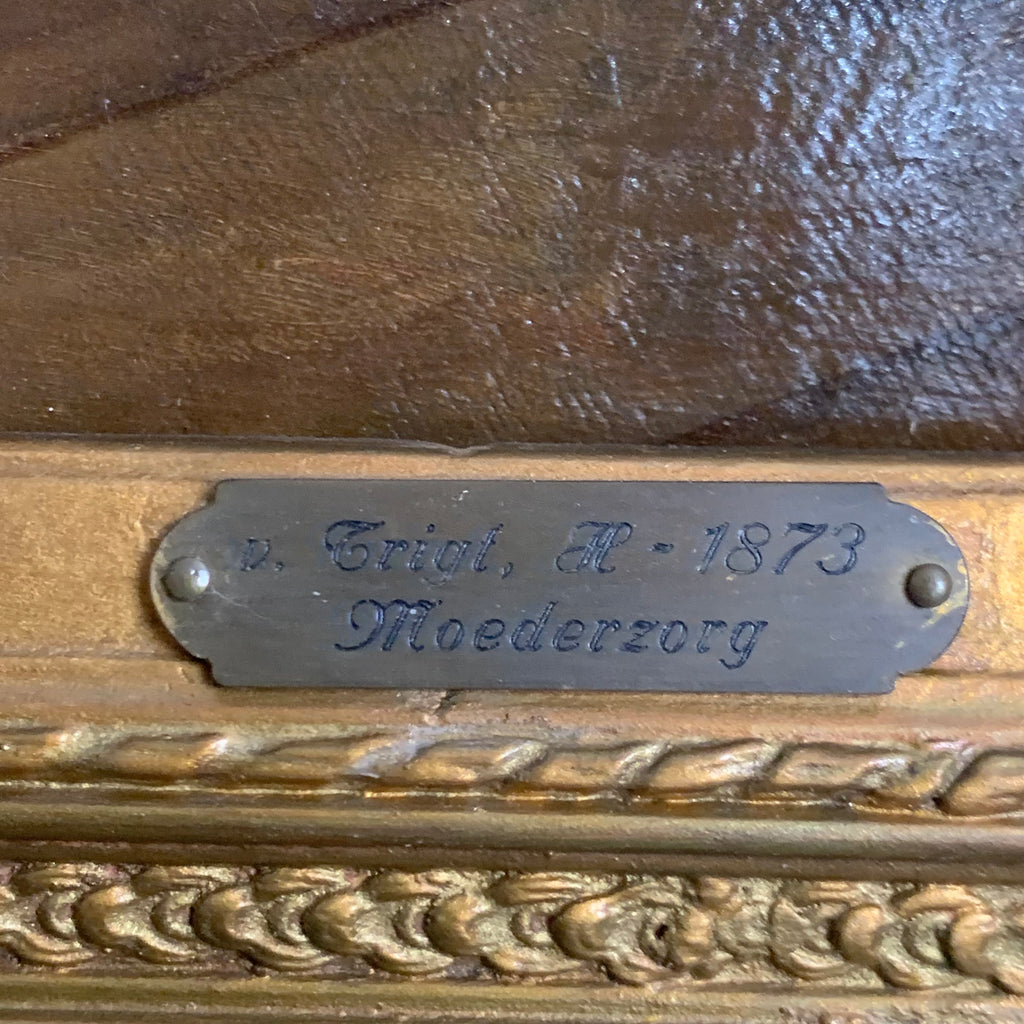 v. Trigt, H - 1873
Moederzorg